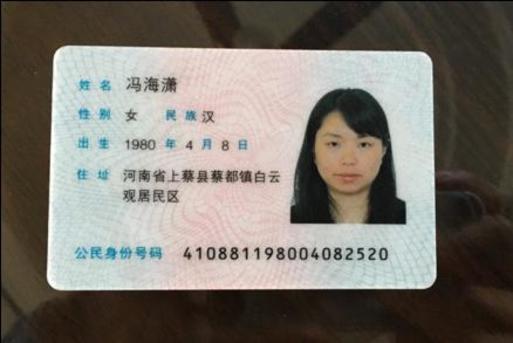 姓名 冯海潇
性别 女 民族 汉
出生 1980 年 4 月 8 日
住址 河南省上蔡县蔡都镇白云
观居民区
公民身份号码 410881198004082520